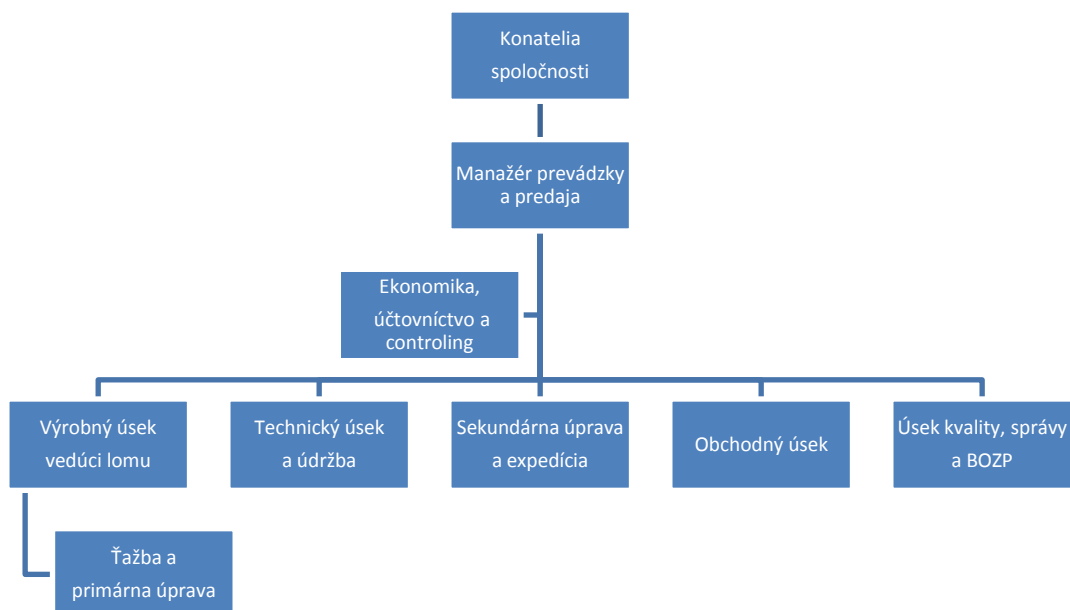 Konatelia
spoločnosti
Manažér prevádzky
a predaja
Ekonomika,
účtovníctvo a
controling
Výrobný úsek
vedúci lomu
Technický úsek
a údržba
Sekundárna úprava
a expedícia
Obchodný úsek
Úsek kvality, správy
a BOZP
Ťažba a
primárna úprava